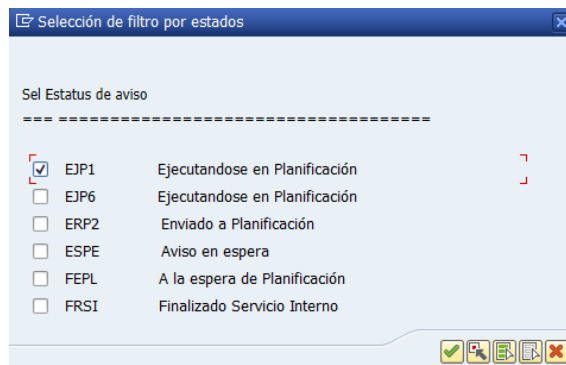 Selección de filtro por estados
Sel Estatus de aviso
=== ====================================
EJP1 Ejecutandose en Planificación
EJP6 Ejecutandose en Planificación
ERP2 Enviado a Planificación
ESPE Aviso en espera
FEPL A la espera de Planificación
FRSI Finalizado Servicio Interno